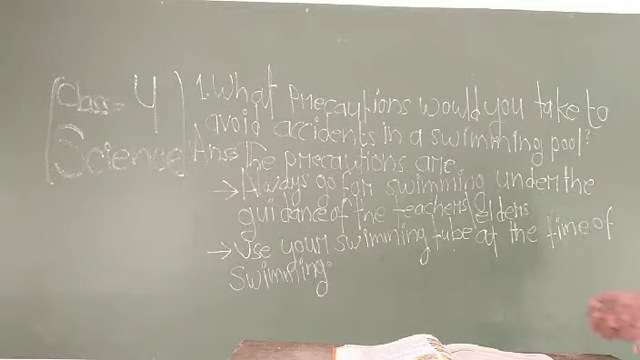 Class - 4
Science
1. What precautions would you take to
avoid accidents in a swimming pool?
Ans: The precautions are
→ Always go for swimming under the
guidance of the teachers/elders
→ Use your swimming tube at the time of
swimming.